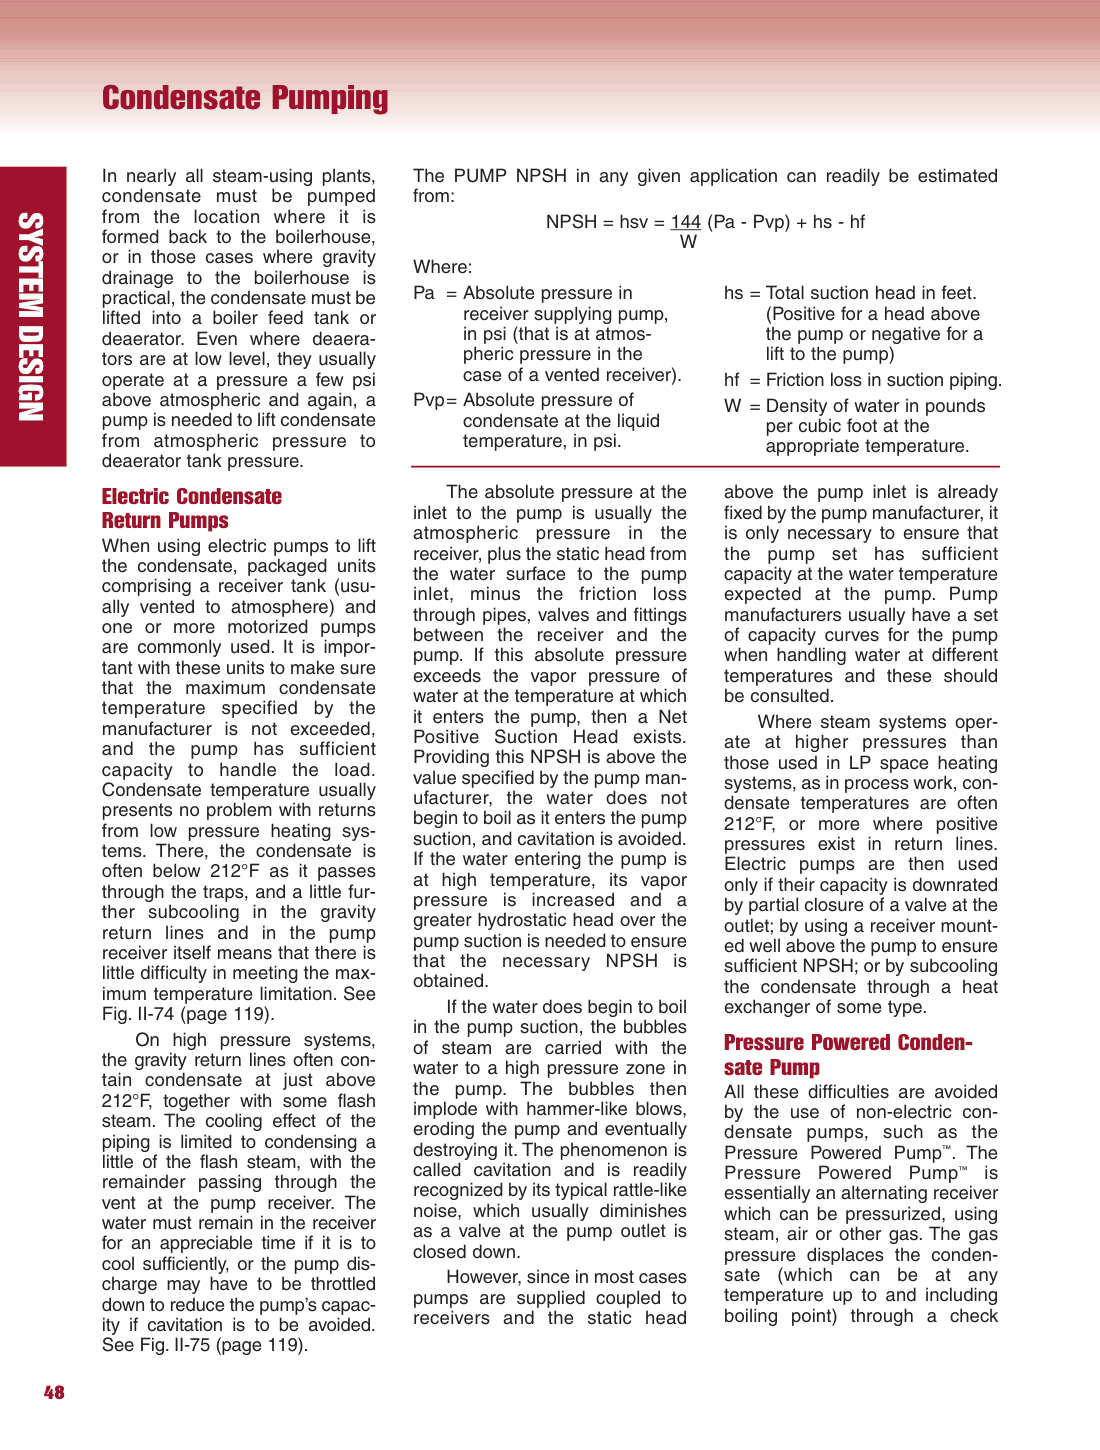 Condensate Pumping
SYSTEM DESIGN
In nearly all steam-using plants,
condensate must be pumped
from the location where it is
formed back to the boilerhouse,
or in those cases where gravity
drainage to the boilerhouse is
practical, the condensate must be
lifted into a boiler feed tank or
deaerator. Even where deaera-
tors are at low level, they usually
operate at a pressure a few psi
above atmospheric and again, a
pump is needed to lift condensate
from atmospheric pressure to
deaerator tank pressure.
Electric Condensate
Return Pumps
When using electric pumps to lift
the condensate, packaged units
comprising a receiver tank (usu-
ally vented to atmosphere) and
one or more motorized pumps
are commonly used. It is impor-
tant with these units to make sure
that the maximum condensate
temperature specified by the
manufacturer is not exceeded,
and the pump has sufficient
capacity to handle the load.
Condensate temperature usually
presents no problem with returns
from low pressure heating sys-
tems. There, the condensate is
often below 212°F as it passes
through the traps, and a little fur-
ther subcooling in the gravity
return lines and in the pump
receiver itself means that there is
little difficulty in meeting the max-
imum temperature limitation. See
Fig. II-74 (page 119).
On high pressure systems,
the gravity return lines often con-
tain condensate at just above
212°F, together with some flash
steam. The cooling effect of the
piping is limited to condensing a
little of the flash steam, with the
remainder passing through the
vent at the pump receiver. The
water must remain in the receiver
for an appreciable time if it is to
cool sufficiently, or the pump dis-
charge may have to be throttled
down to reduce the pump's capac-
ity if cavitation is to be avoided.
See Fig. II-75 (page 119).
The PUMP NPSH in any given application can readily be estimated
from:
NPSH = hsv = 144 (Pa - Pvp) + hs - hf
W
Where:
Pa = Absolute pressure in
receiver supplying pump,
in psi (that is at atmos-
pheric pressure in the
case of a vented receiver).
Pvp= Absolute pressure of
condensate at the liquid
temperature, in psi.
hs = Total suction head in feet.
(Positive for a head above
the pump or negative for a
lift to the pump)
hf = Friction loss in suction piping.
W = Density of water in pounds
per cubic foot at the
appropriate temperature.
The absolute pressure at the
inlet to the pump is usually the
atmospheric pressure in the
receiver, plus the static head from
the water surface to the pump
inlet, minus the friction loss
through pipes, valves and fittings
between the receiver and the
pump. If this absolute pressure
exceeds the vapor pressure of
water at the temperature at which
it enters the pump, then a Net
Positive Suction Head exists.
Providing this NPSH is above the
value specified by the pump man-
ufacturer, the water does not
begin to boil as it enters the pump
suction, and cavitation is avoided.
If the water entering the pump is
at high temperature, its vapor
pressure is increased and a
greater hydrostatic head over the
pump suction is needed to ensure
that the necessary NPSH is
obtained.
If the water does begin to boil
in the pump suction, the bubbles
of steam are carried with the
water to a high pressure zone in
the pump. The bubbles then
implode with hammer-like blows,
eroding the pump and eventually
destroying it. The phenomenon is
called cavitation and is readily
recognized by its typical rattle-like
noise, which usually diminishes
as a valve at the pump outlet is
closed down.
However, since in most cases
pumps are supplied coupled to
receivers and the static head
above the pump inlet is already
fixed by the pump manufacturer, it
is only necessary to ensure that
the pump set has sufficient
capacity at the water temperature
expected at the pump. Pump
manufacturers usually have a set
of capacity curves for the pump
when handling water at different
temperatures and these should
be consulted.
Where steam systems oper-
ate at higher pressures than
those used in LP space heating
systems, as in process work, con-
densate temperatures are often
212°F, or more where positive
pressures exist in return lines.
Electric pumps are then used
only if their capacity is downrated
by partial closure of a valve at the
outlet; by using a receiver mount-
ed well above the pump to ensure
sufficient NPSH; or by subcooling
the condensate through a heat
exchanger of some type.
Pressure Powered Conden-
sate Pump
All these difficulties are avoided
by the use of non-electric con-
densate pumps, such as the
Pressure Powered Pump™. The
Pressure Powered Pump™ is
essentially an alternating receiver
which can be pressurized, using
steam, air or other gas. The gas
pressure displaces the conden-
sate (which can be at any
temperature up to and including
boiling point) through a check
48